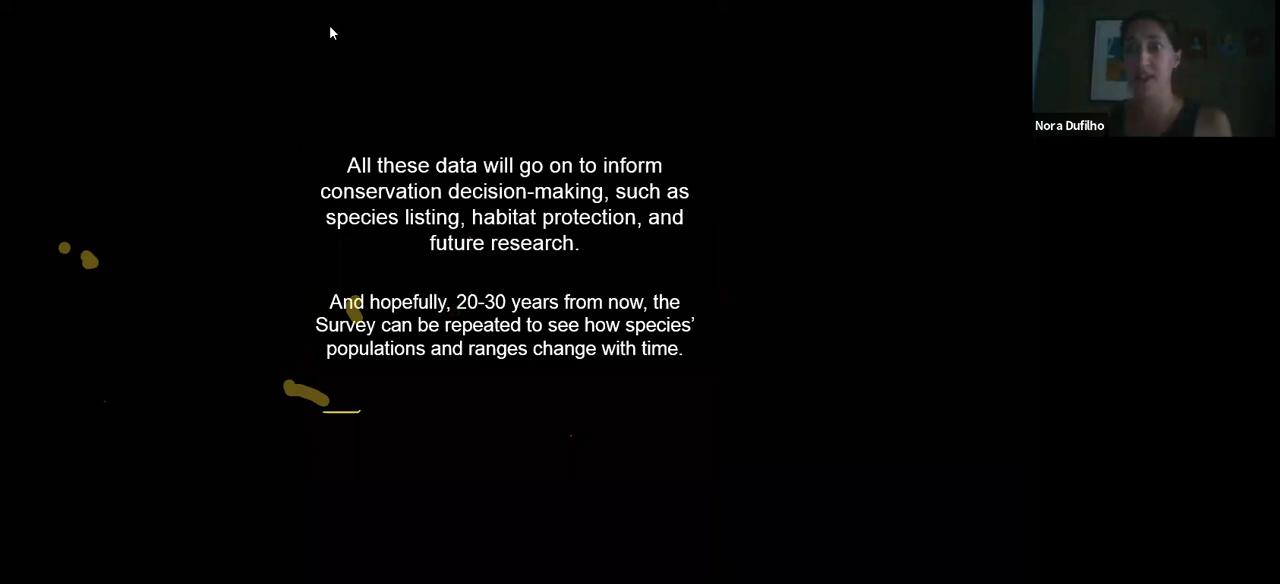 Nora Dufilho
All these data will go on to inform
conservation decision-making, such as
species listing, habitat protection, and
future research.
And hopefully, 20-30 years from now, the
Survey can be repeated to see how species’
populations and ranges change with time.